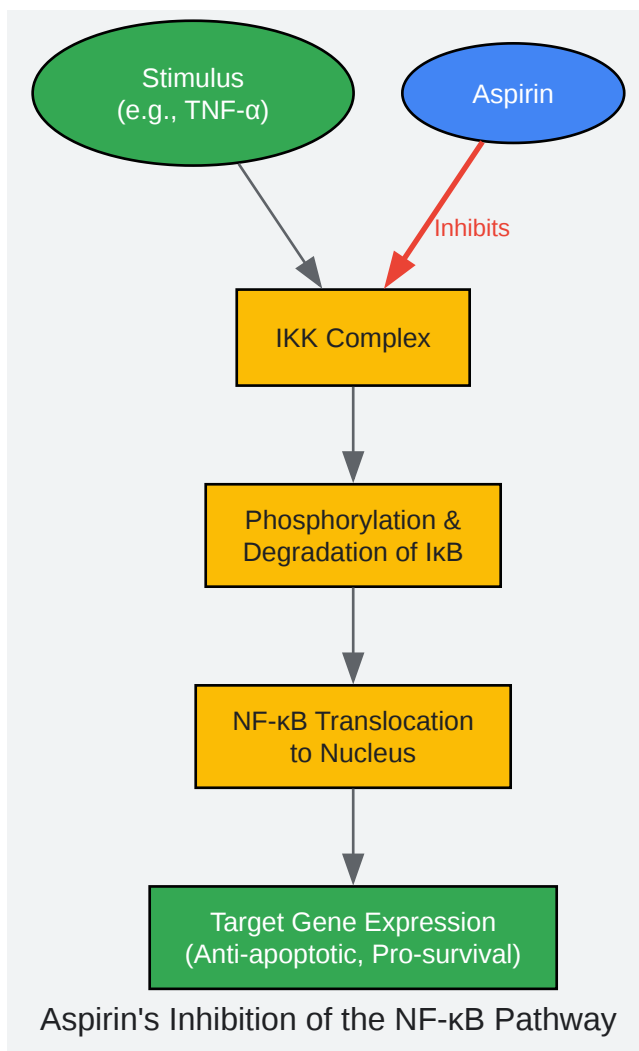 Stimulus
(e.g., TNF-α)
Aspirin
Inhibits
IKK Complex
Phosphorylation &
Degradation of IκB
NF-κB Translocation
to Nucleus
Target Gene Expression
(Anti-apoptotic, Pro-survival)
Aspirin's Inhibition of the NF-κB Pathway